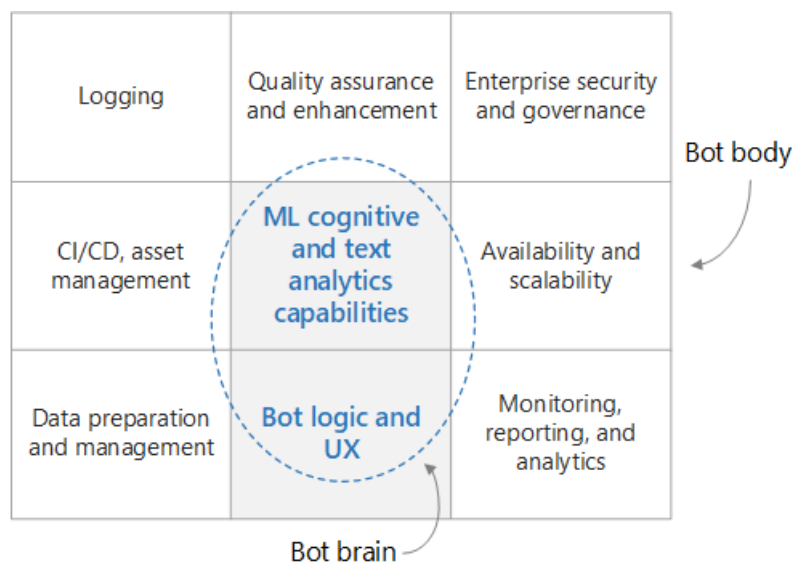 Logging
Quality assurance
and enhancement
Enterprise security
and governance
Bot body
CI/CD, asset
management
ML cognitive
and text
analytics
capabilities
Availability and
scalability
Data preparation
and management
Bot logic and
UX
Monitoring,
reporting, and
analytics
Bot brain